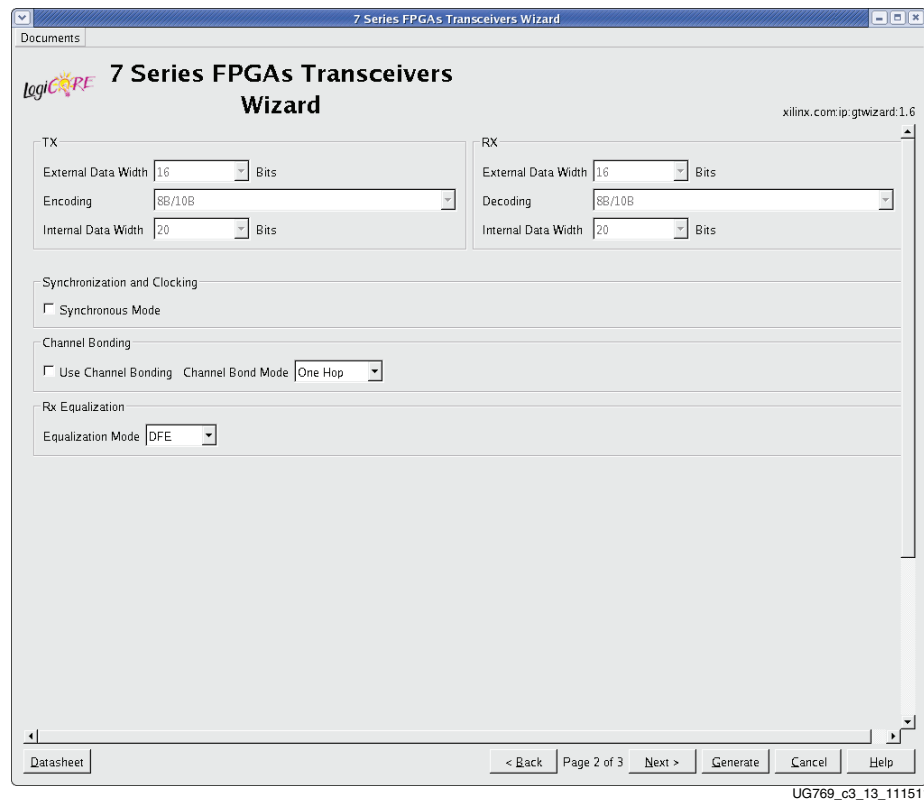 7 Series FPGAs Transceivers Wizard
Documents
logiCORE
7 Series FPGAs Transceivers
Wizard
xilinx.com:ip:gtwizard:1.6
TX
External Data Width 16 Bits
Encoding 8B/10B
Internal Data Width 20 Bits
RX
External Data Width 16 Bits
Decoding 8B/10B
Internal Data Width 20 Bits
Synchronization and Clocking
Synchronous Mode
Channel Bonding
Use Channel Bonding Channel Bond Mode One Hop
Rx Equalization
Equalization Mode DFE
Datasheet < Back Page 2 of 3 Next > Generate Cancel Help
UG769_c3_13_11151